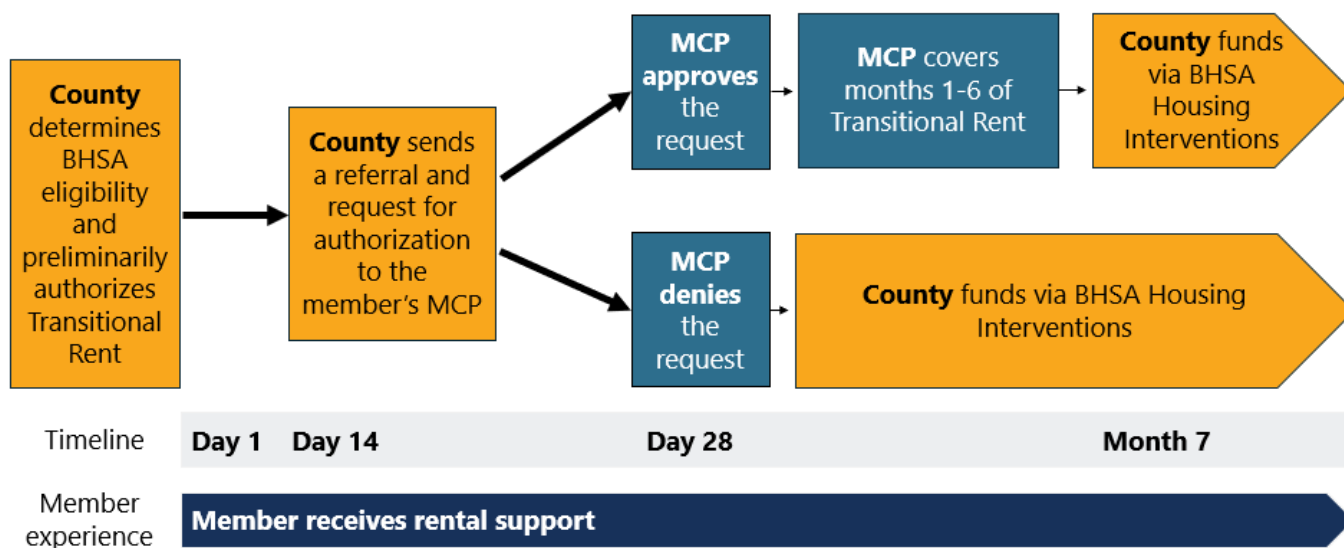 County
determines
BHSA
eligibility
and
preliminarily
authorizes
Transitional
Rent
County sends
a referral and
request for
authorization
to the
member's MCP
MCP
approves
the
request
MCP covers
months 1-6 of
Transitional Rent
County funds
via BHSA
Housing
Interventions
MCP
denies
the
request
County funds via BHSA Housing
Interventions
Timeline
Day 1
Day 14
Day 28
Month 7
Member
experience
Member receives rental support